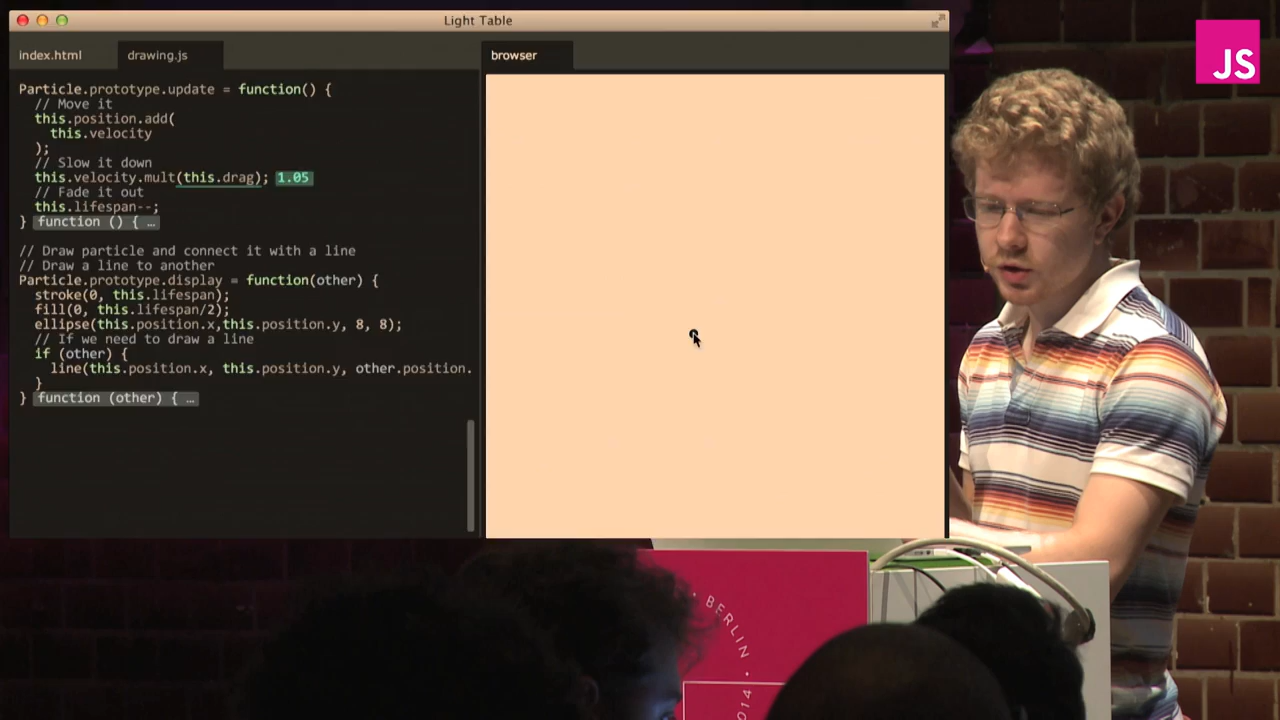 Light Table
index.html
drawing.js
browser
Particle.prototype.update = function() {
// Move it
this.position.add(
this.velocity
);
// Slow it down
this.velocity.mult(this.drag); 1.05
// Fade it out
this.lifespan--;
} function () { …
// Draw particle and connect it with a line
// Draw a line to another
Particle.prototype.display = function(other) {
stroke(0, this.lifespan);
fill(0, this.lifespan/2);
ellipse(this.position.x,this.position.y, 8, 8);
// If we need to draw a line
if (other) {
line(this.position.x, this.position.y, other.position.
}
} function (other) { …
JS
• BERLIN •
014 •